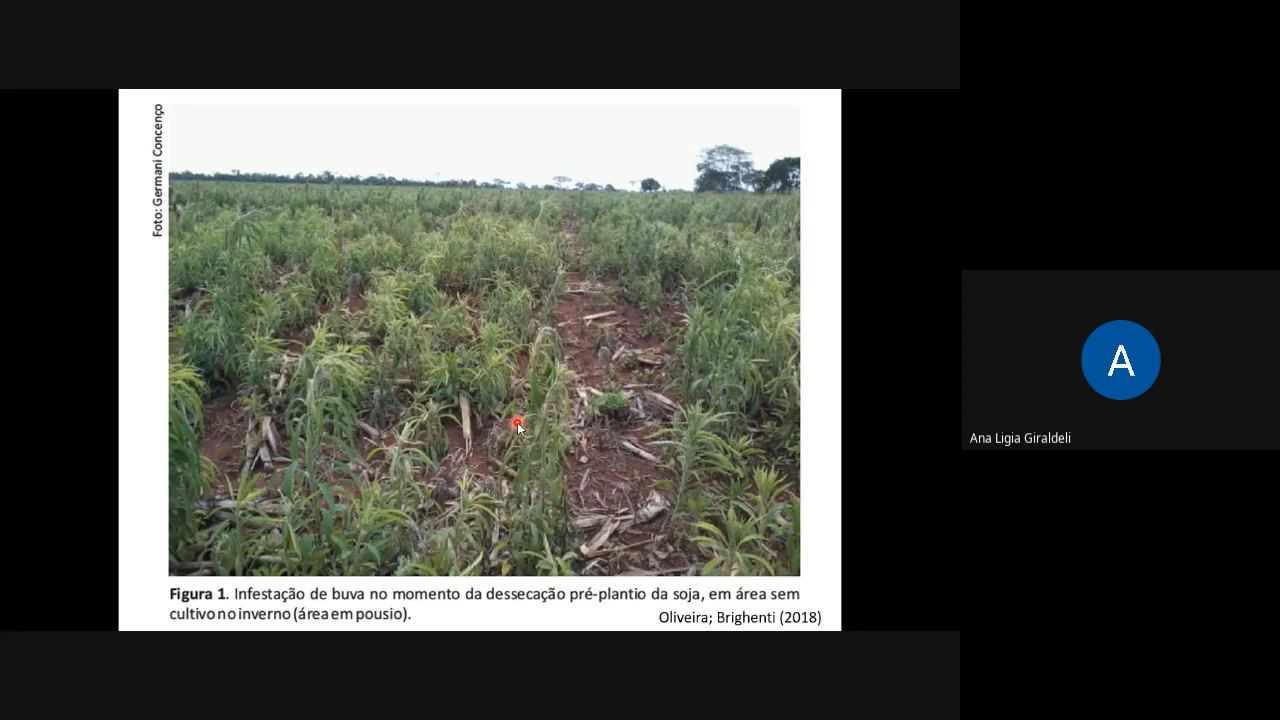 Foto: Germani Concenço
Figura 1. Infestação de buva no momento da dessecação pré-plantio da soja, em área sem
cultivo no inverno (área em pousio).
Oliveira; Brighenti (2018)
A
Ana Ligia Giraldeli